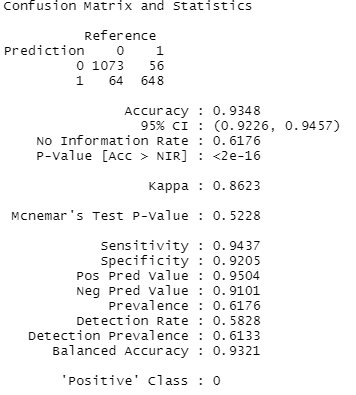 Confusion Matrix and Statistics
Reference
Prediction 0 1
0 1073 56
1 64 648
Accuracy : 0.9348
95% CI : (0.9226, 0.9457)
No Information Rate : 0.6176
P-Value [Acc > NIR] : <2e-16
Kappa : 0.8623
Mcnemar's Test P-Value : 0.5228
Sensitivity : 0.9437
Specificity : 0.9205
Pos Pred Value : 0.9504
Neg Pred Value : 0.9101
Prevalence : 0.6176
Detection Rate : 0.5828
Detection Prevalence : 0.6133
Balanced Accuracy : 0.9321
'Positive' Class : 0